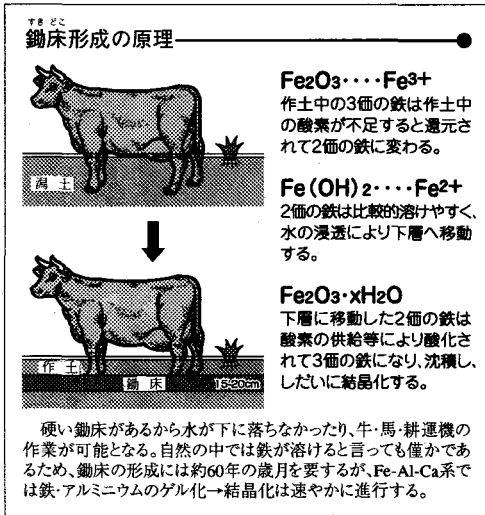 すき どこ
鋤床形成の原理
Fe2O3····Fe3+
作土中の3価の鉄は作土中
の酸素が不足すると還元さ
れて2価の鉄に変わる。
潟 土
Fe(OH)2····Fe2+
2価の鉄は比較的溶けやすく、
水の浸透により下層へ移動
する。
Fe2O3·xH2O
下層に移動した2価の鉄は
酸素の供給等により酸化さ
れて3価の鉄になり、沈積し、
しだいに結晶化する。
作 土
鋤 床
15-20cm
硬い鋤床があるから水が下に落ちなかったり、牛・馬・耕運機の
作業が可能となる。自然の中では鉄が溶けると言っても僅かであ
るため、鋤床の形成には約60年の歳月を要するが、Fe-Al-Ca系で
は鉄・アルミニウムのゲル化→結晶化は速やかに進行する。